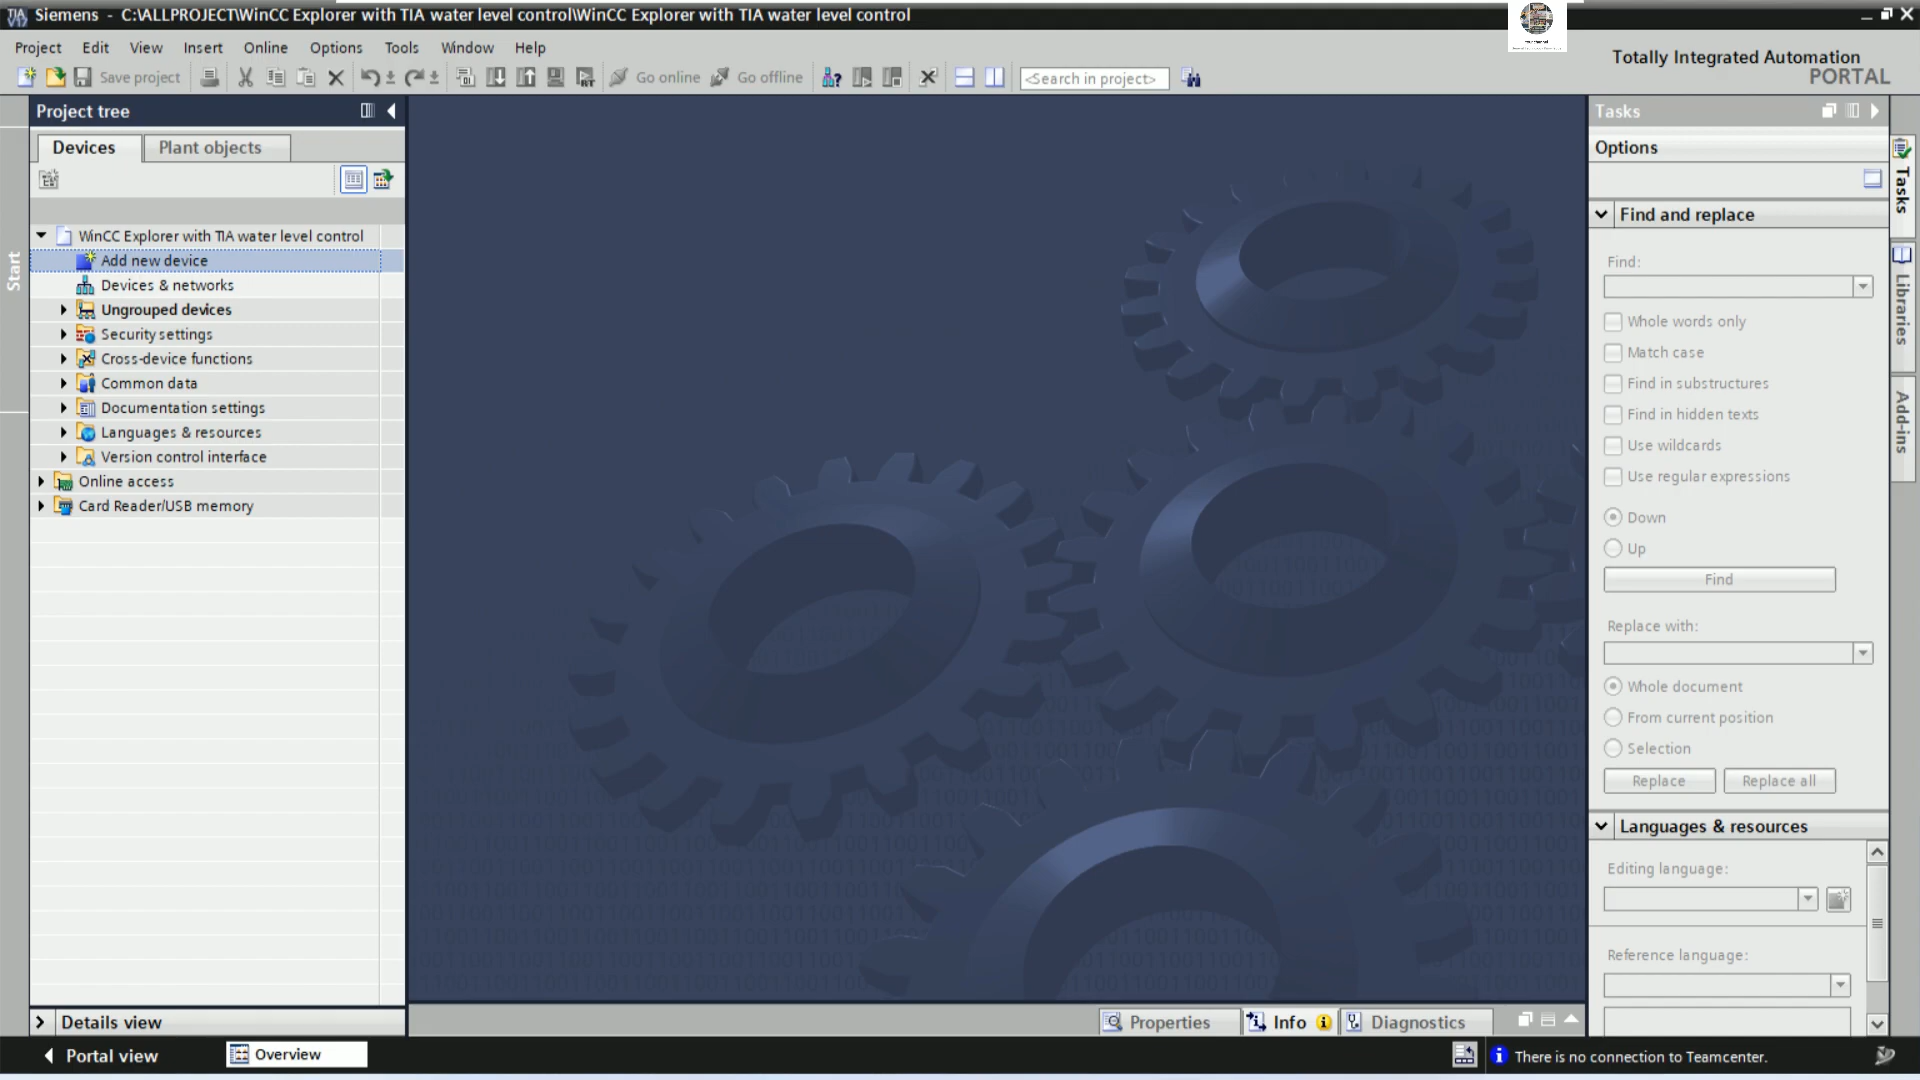 Siemens - C:\ALLPROJECT\WinCC Explorer with TIA water level control\WinCC Explorer with TIA water level control
Project Edit View Insert Online Options Tools Window Help
Totally Integrated Automation
PORTAL
Save project
Go online
Go offline
<Search in project>
Project tree
Devices
Plant objects
Start
WinCC Explorer with TIA water level control
Add new device
Devices & networks
Ungrouped devices
Security settings
Cross-device functions
Common data
Documentation settings
Languages & resources
Version control interface
Online access
Card Reader/USB memory
Details view
Tasks
Options
Find and replace
Find:
Whole words only
Match case
Find in substructures
Find in hidden texts
Use wildcards
Use regular expressions
Down
Up
Find
Replace with:
Whole document
From current position
Selection
Replace
Replace all
Languages & resources
Editing language:
Reference language:
Tasks
Libraries
Add-ins
Properties
Info
Diagnostics
Portal view
Overview
There is no connection to Teamcenter.